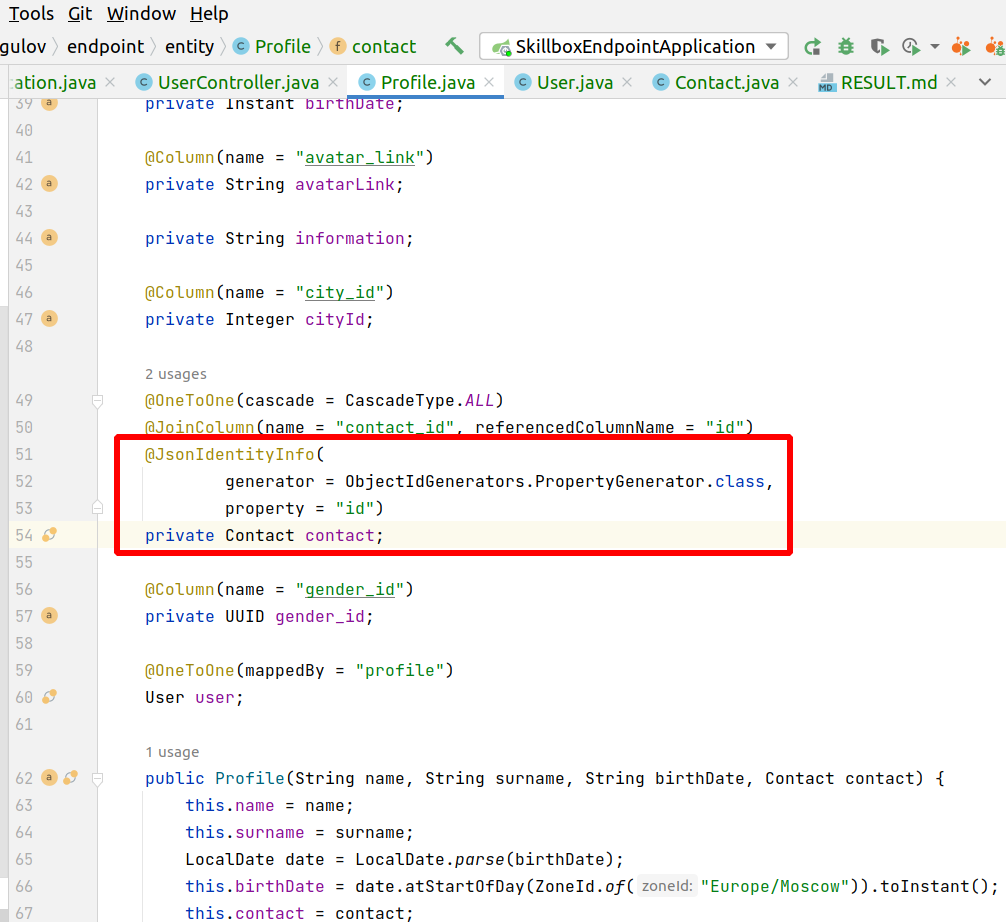 Tools Git Window Help
gulov endpoint entity C Profile f contact SkillboxEndpointApplication
ation.java C UserController.java C Profile.java C User.java C Contact.java MD RESULT.md
39 a private Instant birthDate;
40
41 @Column(name = "avatar_link")
42 a private String avatarLink;
43
44 a private String information;
45
46 @Column(name = "city_id")
47 a private Integer cityId;
48
2 usages
49 @OneToOne(cascade = CascadeType.ALL)
50 @JoinColumn(name = "contact_id", referencedColumnName = "id")
51 @JsonIdentityInfo(
52 generator = ObjectIdGenerators.PropertyGenerator.class,
53 property = "id")
54 private Contact contact;
55
56 @Column(name = "gender_id")
57 a private UUID gender_id;
58
59 @OneToOne(mappedBy = "profile")
60 User user;
61
1 usage
62 a public Profile(String name, String surname, String birthDate, Contact contact) {
63 this.name = name;
64 this.surname = surname;
65 LocalDate date = LocalDate.parse(birthDate);
66 this.birthDate = date.atStartOfDay(ZoneId.of( zoneId: "Europe/Moscow")).toInstant();
67 this.contact = contact;